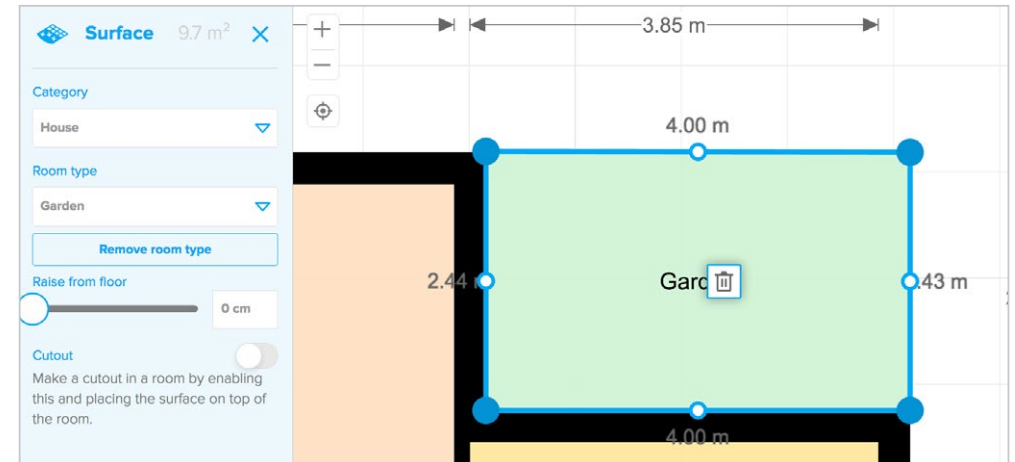 Surface 9.7 m²
Category
House
Room type
Garden
Remove room type
Raise from floor
0 cm
Cutout
Make a cutout in a room by enabling
this and placing the surface on top of
the room.
3.85 m
4.00 m
2.44
Gard
.43 m
4.00 m